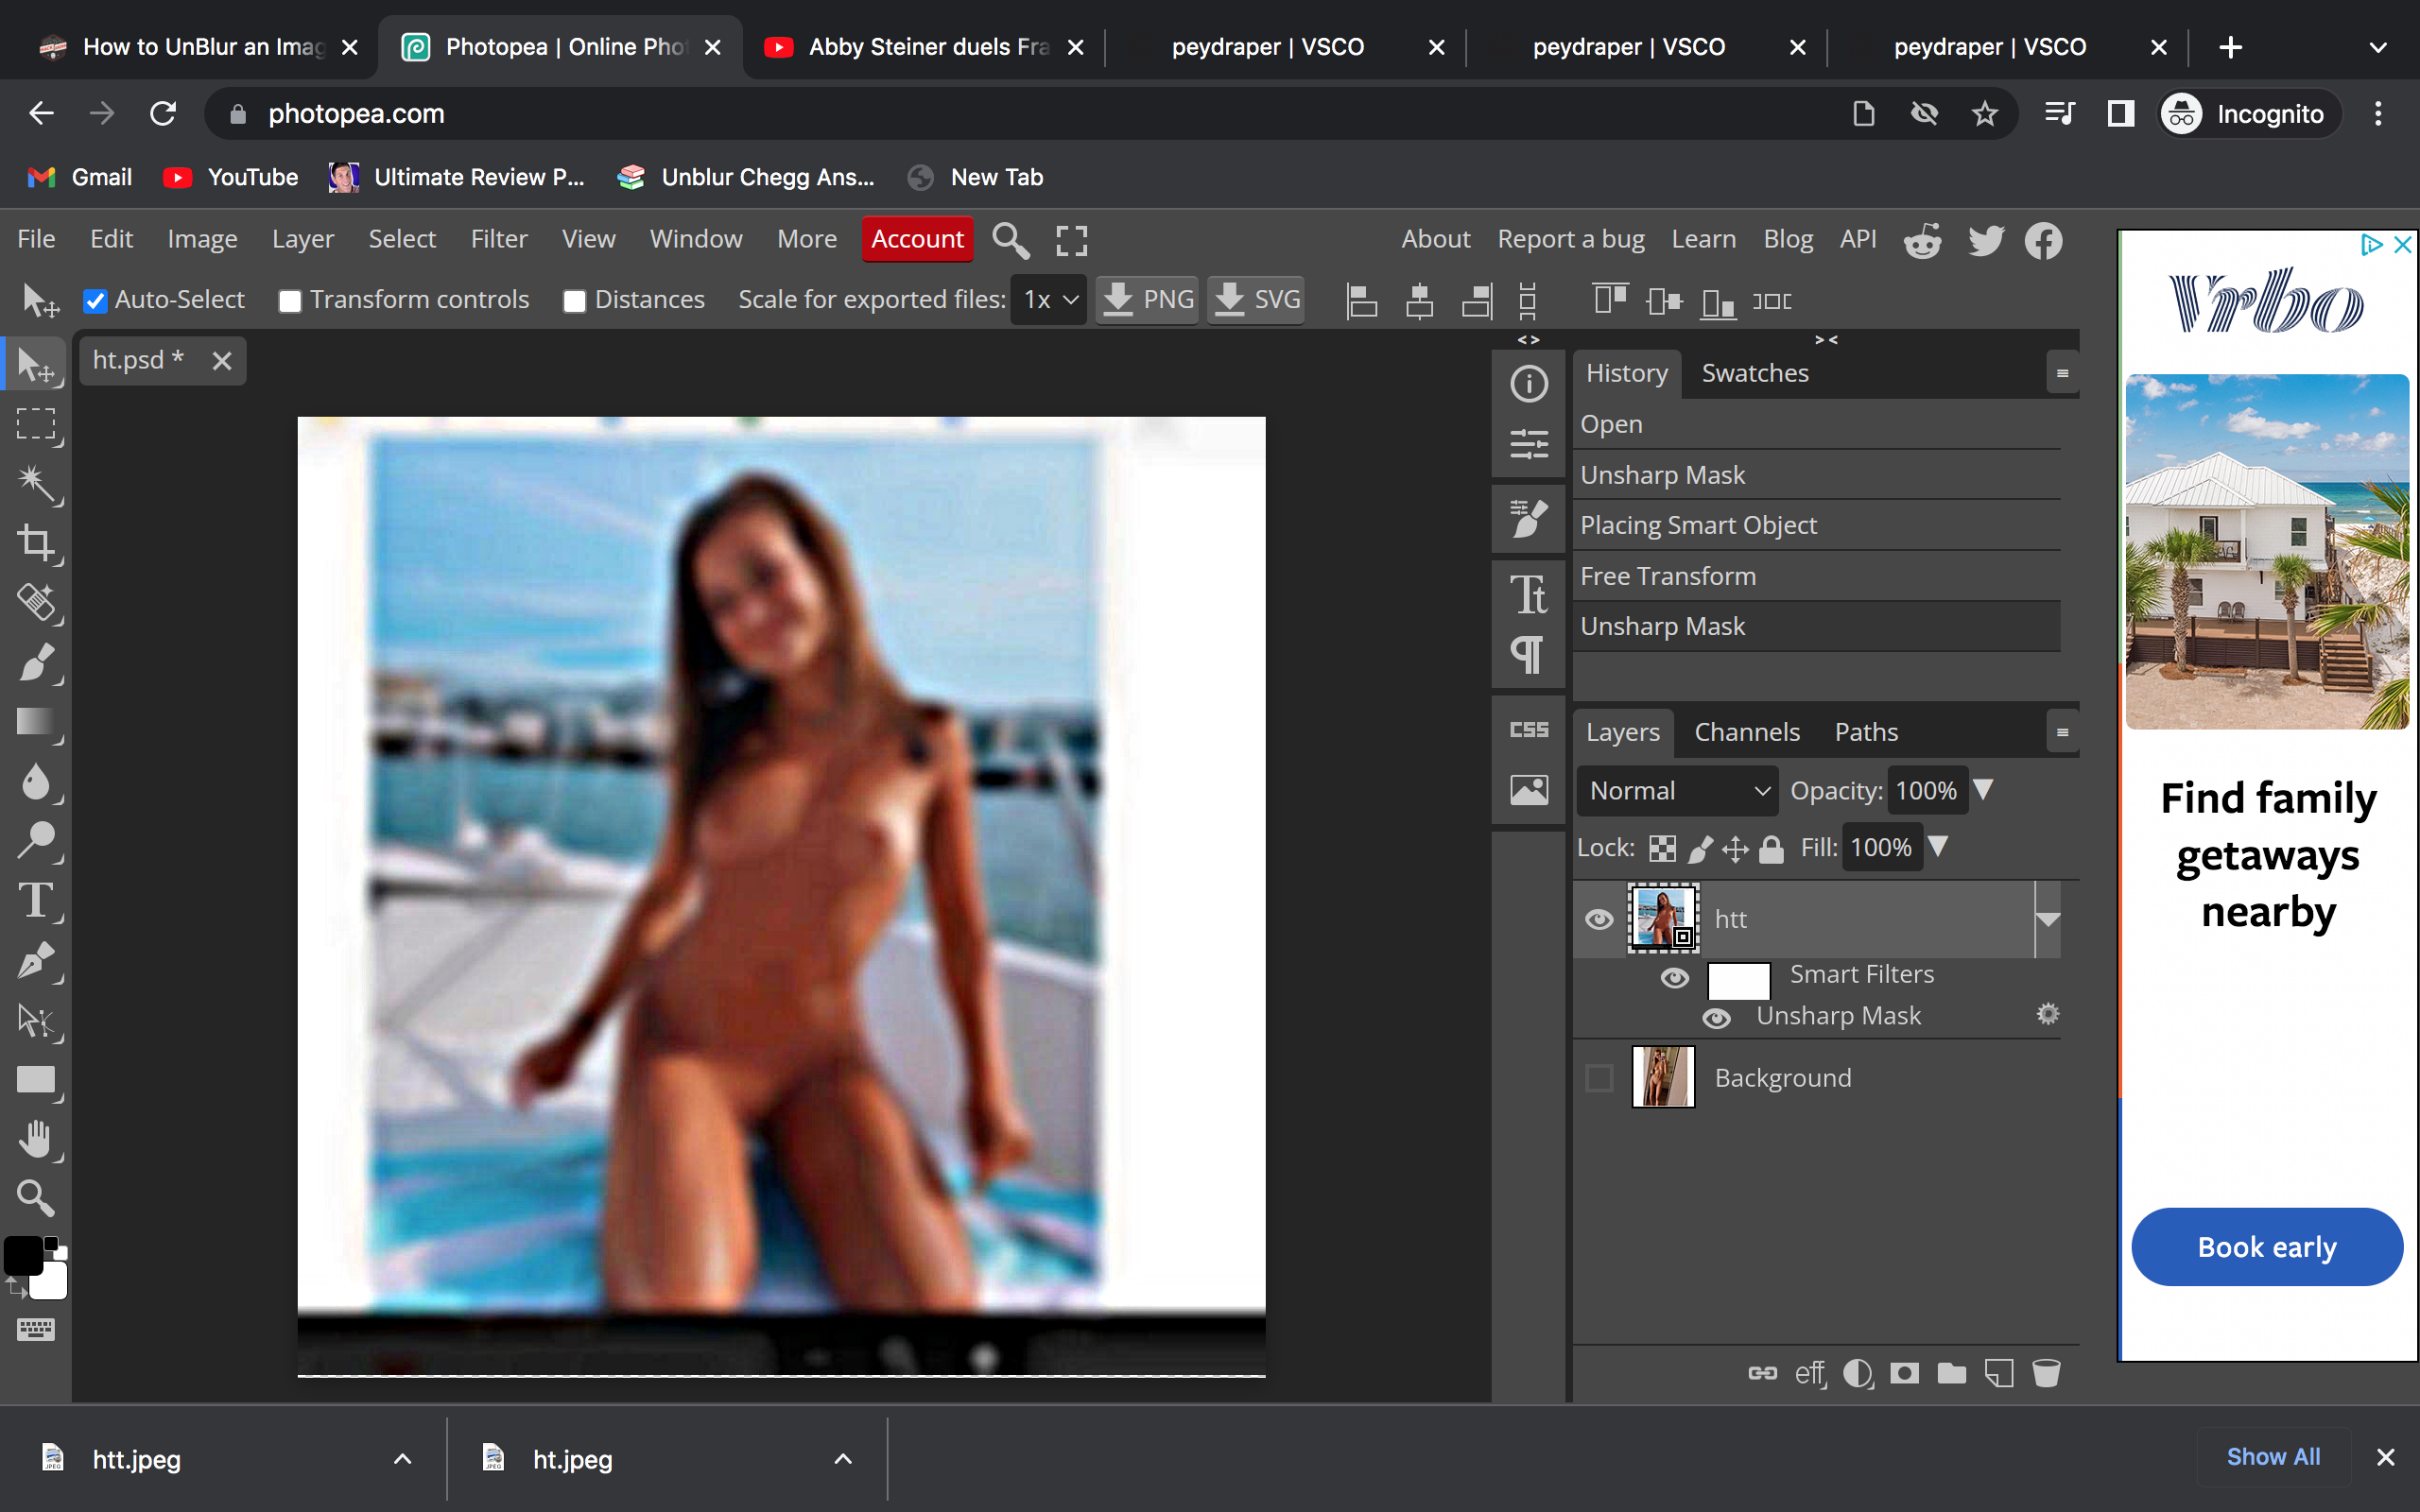 How to UnBlur an Imag
Photopea | Online Phot
Abby Steiner duels Fra
peydraper | VSCO
peydraper | VSCO
peydraper | VSCO
photopea.com
Incognito
Gmail
YouTube
Ultimate Review P...
Unblur Chegg Ans...
New Tab
File Edit Image Layer Select Filter View Window More Account
About Report a bug Learn Blog API
Auto-Select Transform controls Distances Scale for exported files: 1x PNG SVG
ht.psd *
< >
> <
History Swatches
Open
Unsharp Mask
Placing Smart Object
Free Transform
Unsharp Mask
Tt
¶
CSS
Layers Channels Paths
Normal Opacity: 100%
Lock: Fill: 100%
htt
Smart Filters
Unsharp Mask
Background
eff
T
Vrbo
Find family
getaways
nearby
Book early
htt.jpeg
ht.jpeg
Show All